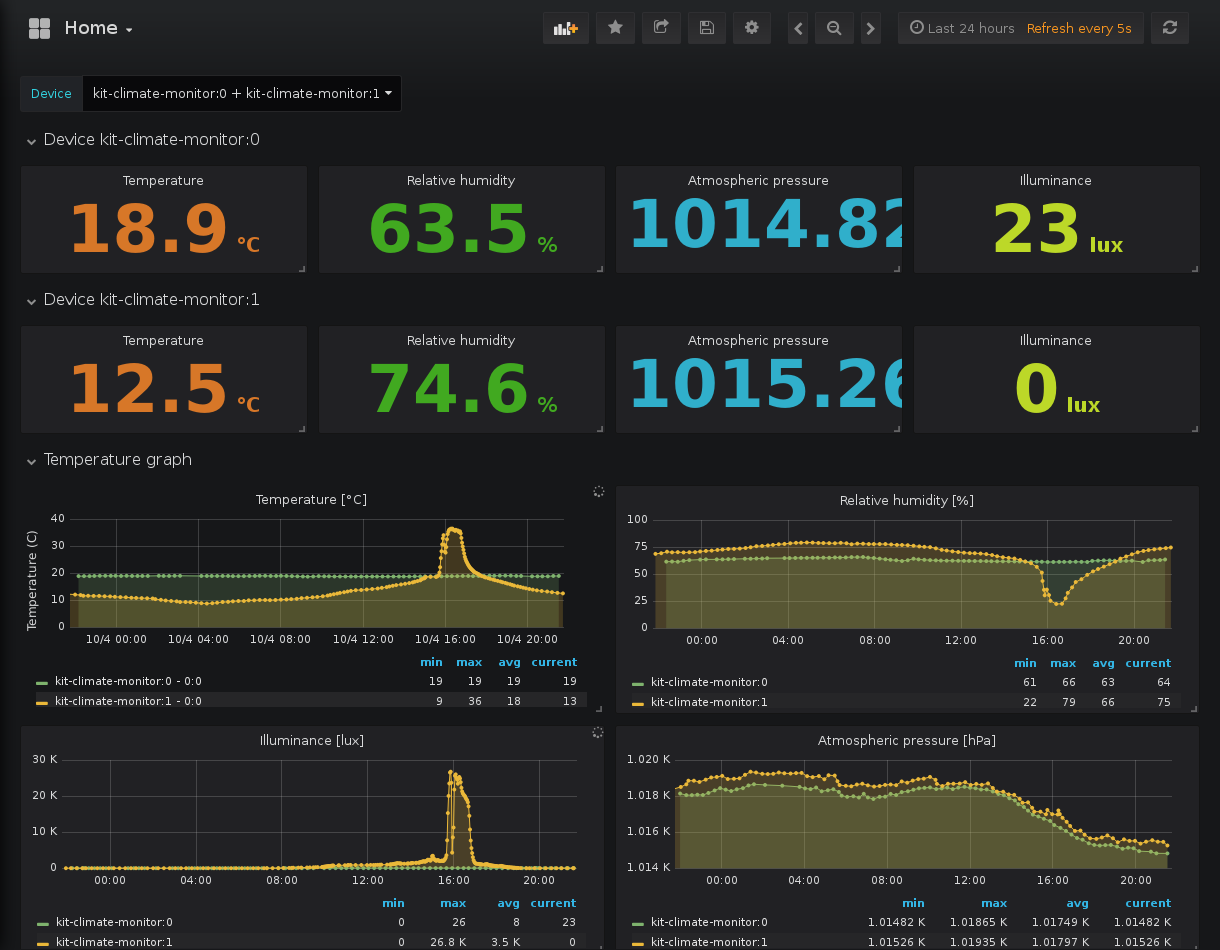 Home
Last 24 hours Refresh every 5s
Device kit-climate-monitor:0 + kit-climate-monitor:1
Device kit-climate-monitor:0
Temperature Relative humidity Atmospheric pressure Illuminance
18.9 °C 63.5 % 1014.82 23 lux
Device kit-climate-monitor:1
Temperature Relative humidity Atmospheric pressure Illuminance
12.5 °C 74.6 % 1015.26 0 lux
Temperature graph
Temperature [°C]
Temperature (C)
40
30
20
10
0
10/4 00:00 10/4 04:00 10/4 08:00 10/4 12:00 10/4 16:00 10/4 20:00
min max avg current
kit-climate-monitor:0 - 0:0 19 19 19 19
kit-climate-monitor:1 - 0:0 9 36 18 13
Relative humidity [%]
100
75
50
25
0
00:00 04:00 08:00 12:00 16:00 20:00
min max avg current
kit-climate-monitor:0 61 66 63 64
kit-climate-monitor:1 22 79 66 75
Illuminance [lux]
30 K
20 K
10 K
0
00:00 04:00 08:00 12:00 16:00 20:00
min max avg current
kit-climate-monitor:0 0 26 8 23
kit-climate-monitor:1 0 26.8 K 3.5 K 0
Atmospheric pressure [hPa]
1.020 K
1.018 K
1.016 K
1.014 K
00:00 04:00 08:00 12:00 16:00 20:00
min max avg current
kit-climate-monitor:0 1.01482 K 1.01865 K 1.01749 K 1.01482 K
kit-climate-monitor:1 1.01526 K 1.01935 K 1.01797 K 1.01526 K